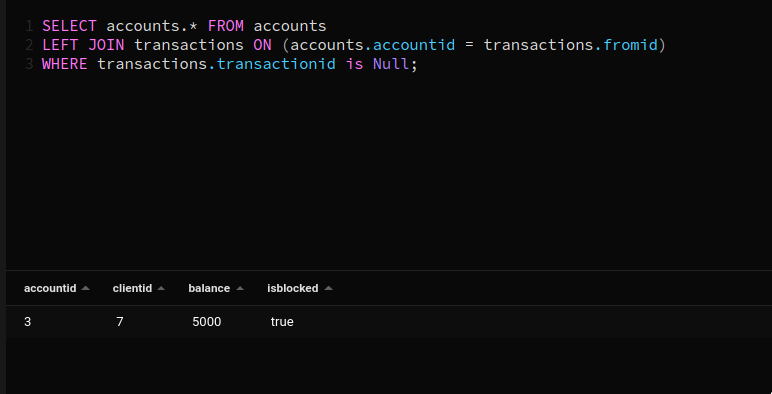 1 SELECT accounts.* FROM accounts
2 LEFT JOIN transactions ON (accounts.accountid = transactions.fromid)
3 WHERE transactions.transactionid is Null;
accountid clientid balance isblocked
3 7 5000 true